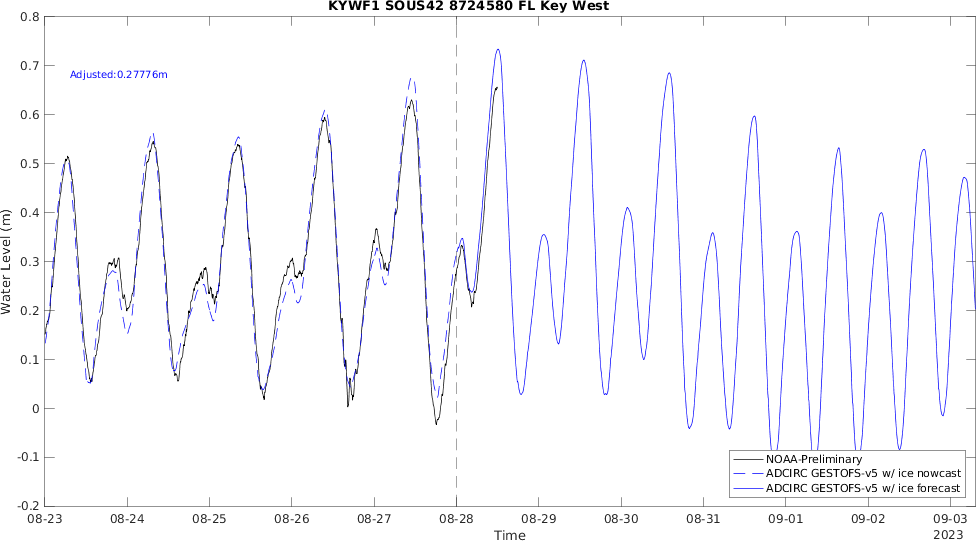 KYWF1 SOUS42 8724580 FL Key West
0.8
0.7
0.6
0.5
0.4
0.3
0.2
0.1
0
-0.1
-0.2
Water Level (m)
Adjusted:0.27776m
NOAA-Preliminary
ADCIRC GESTOFS-v5 w/ ice nowcast
ADCIRC GESTOFS-v5 w/ ice forecast
08-23 08-24 08-25 08-26 08-27 08-28 08-29 08-30 08-31 09-01 09-02 09-03
2023
Time